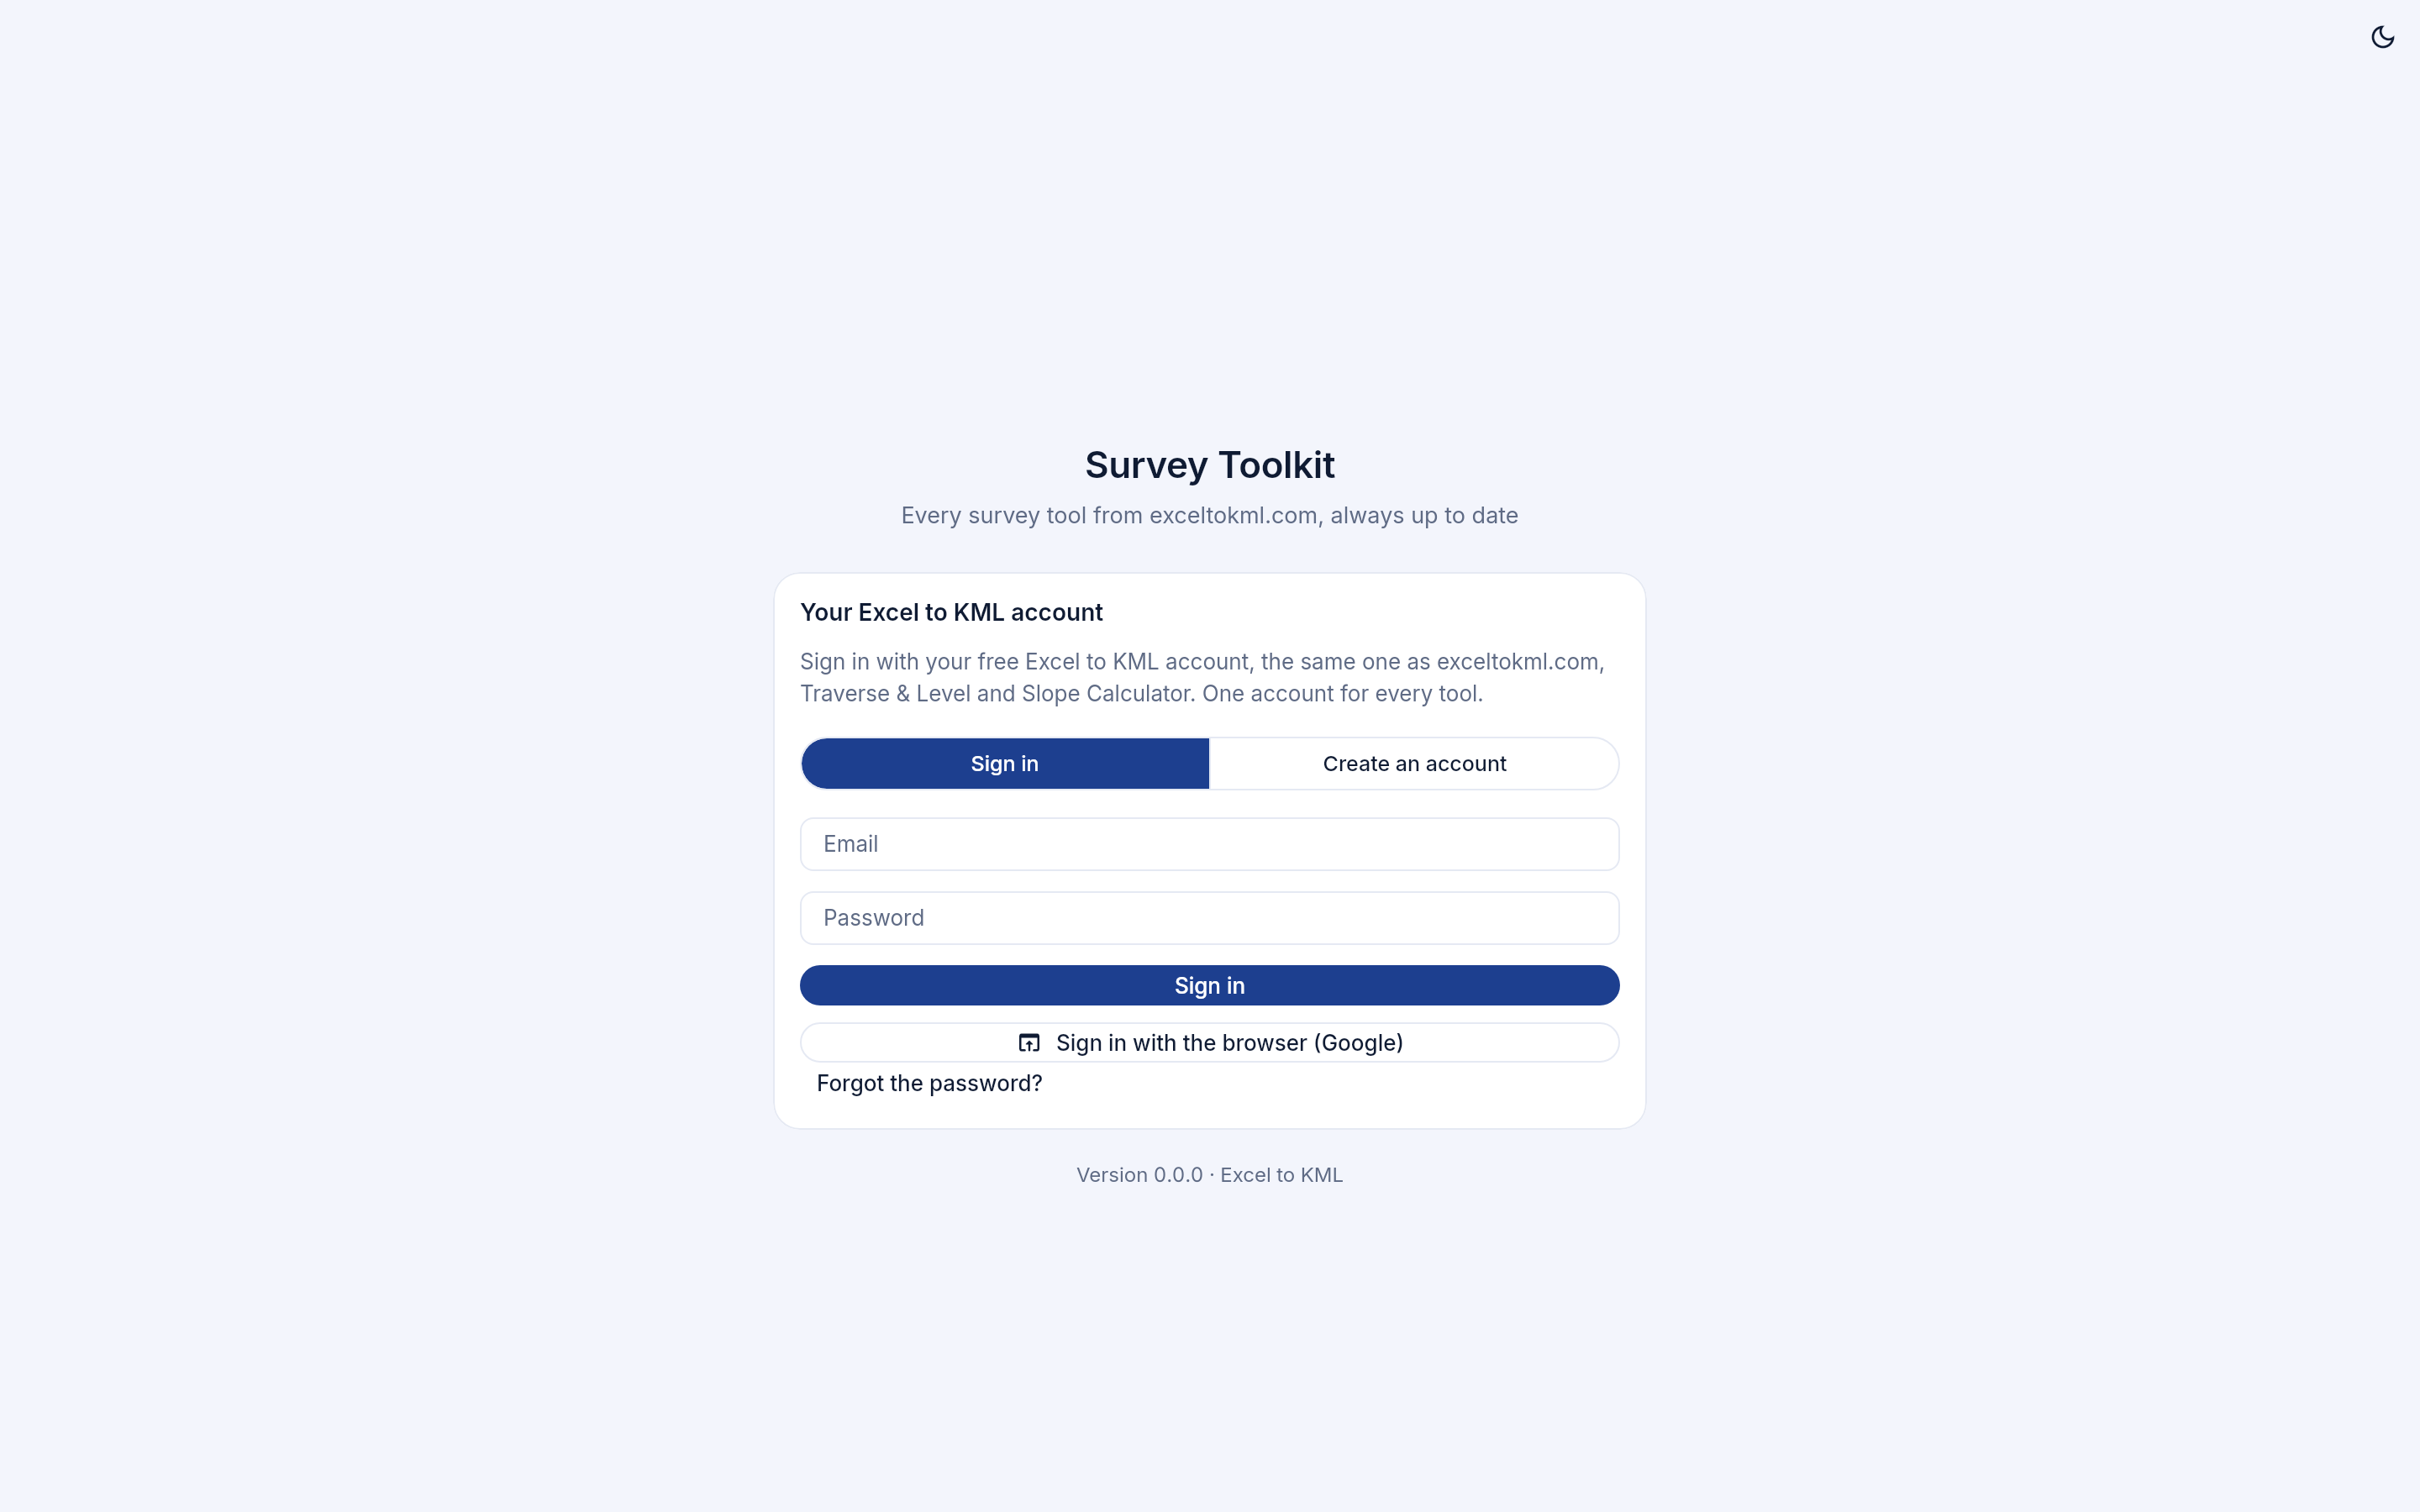 Survey Toolkit
Every survey tool from exceltokml.com, always up to date
Your Excel to KML account
Sign in with your free Excel to KML account, the same one as exceltokml.com,
Traverse & Level and Slope Calculator. One account for every tool.
Sign in
Create an account
Email
Password
Sign in
Sign in with the browser (Google)
Forgot the password?
Version 0.0.0 · Excel to KML